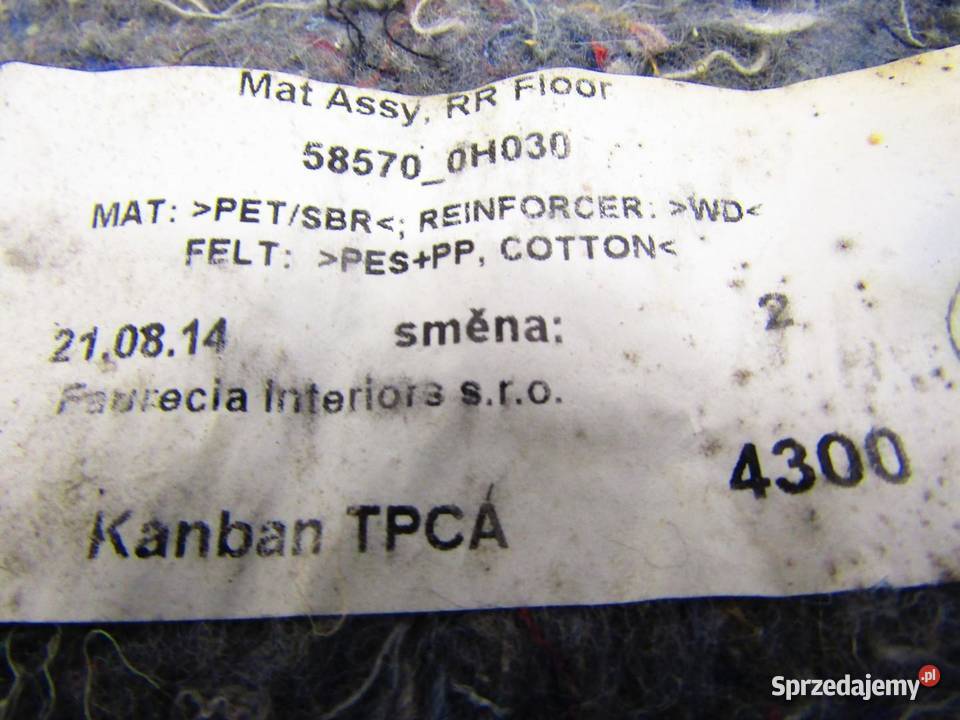 Mat Assy, RR Floor
58570_0H030
MAT: >PET/SBR<; REINFORCER: >WD<
FELT: >PES+PP, COTTON<
21.08.14 směna: 2
Faurecia Interiors s.r.o.
4300
Kanban TPCA
Sprzedajemy.pl